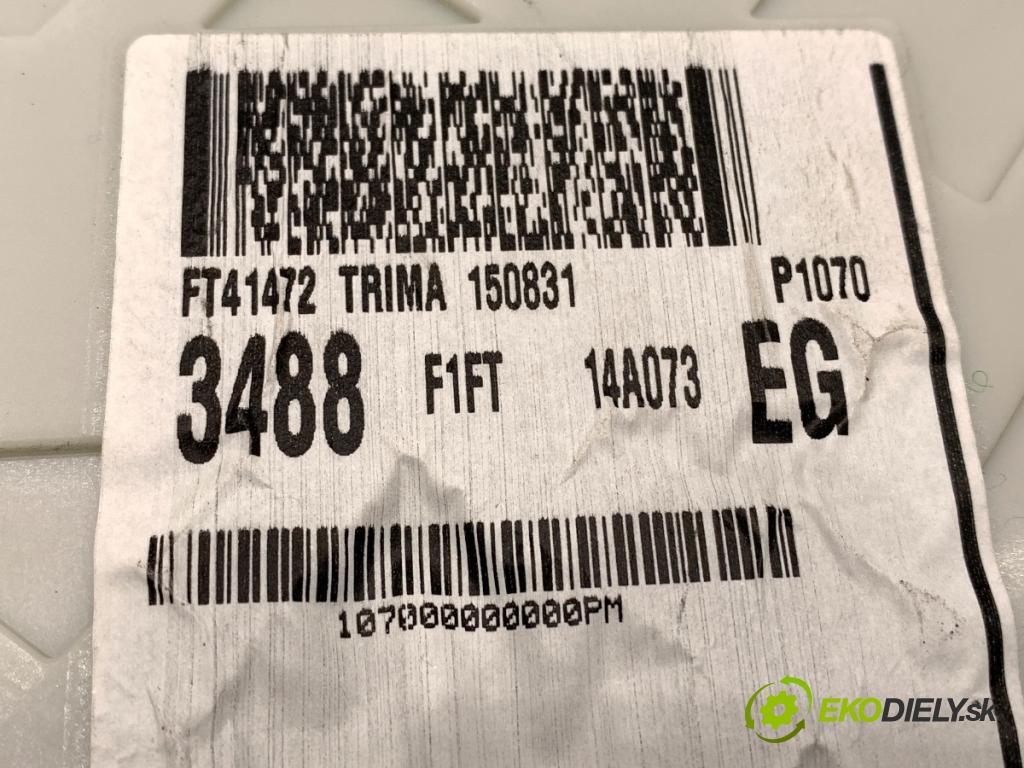 FT41472 TRIMA 150831 P1070
3488 F1FT 14A073 EG
107000000000PM
EKODIELY.sk